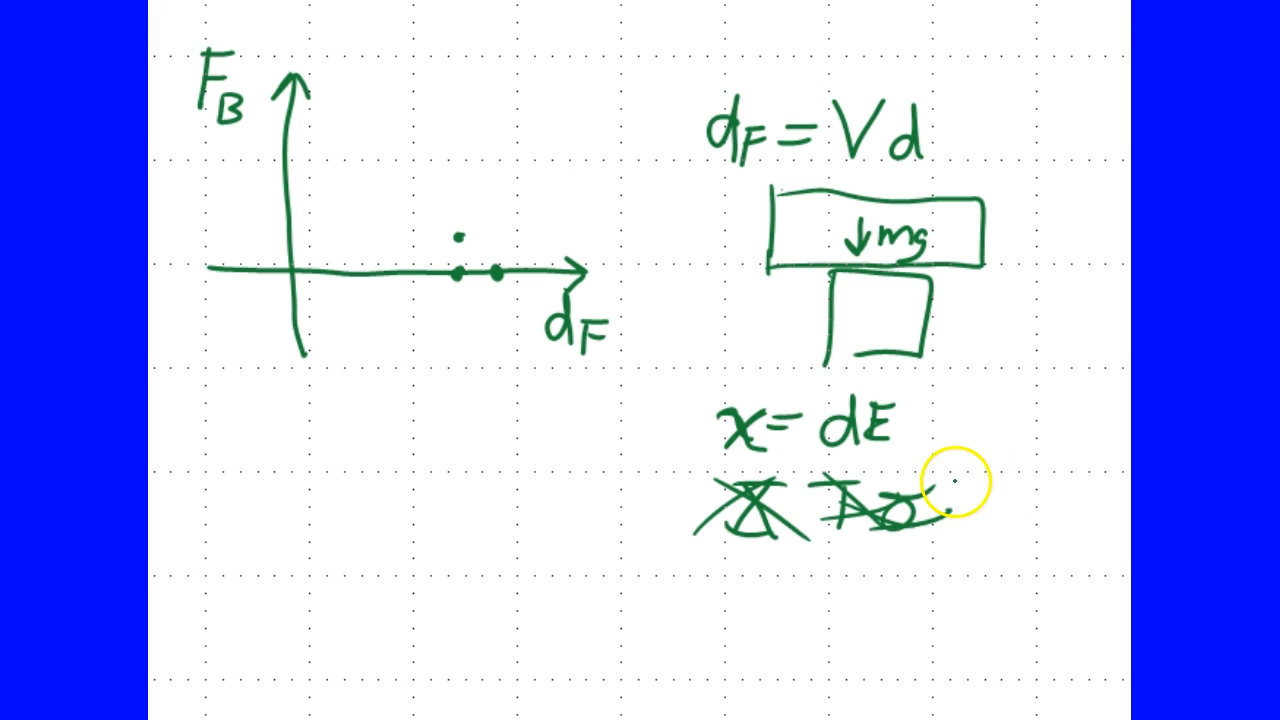 F_B
d_F = Vd
↓mg
d_F
x = dE